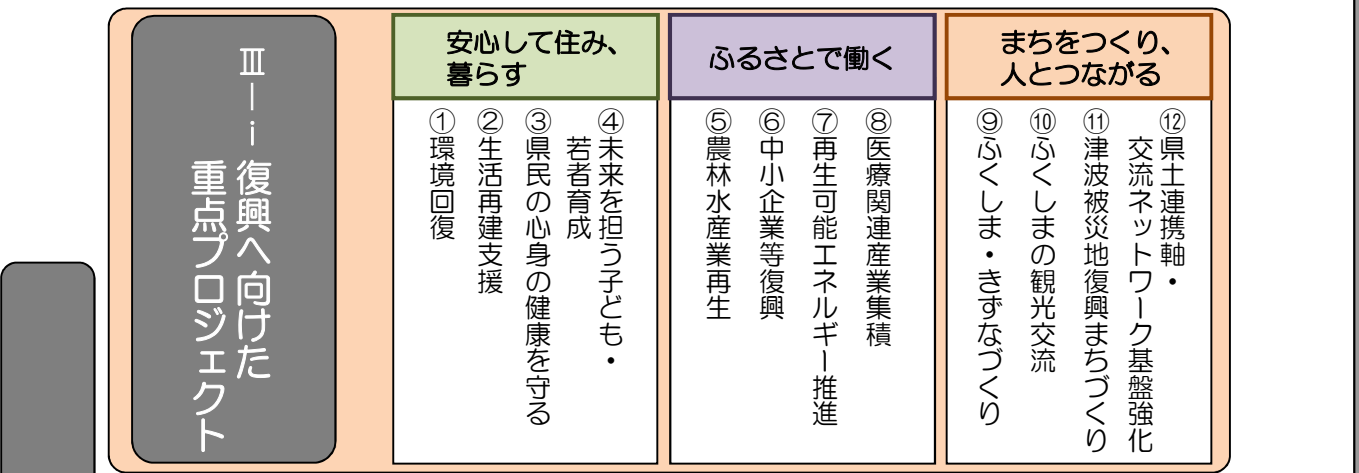 Ⅲ－ⅰ 復興へ向けた
重点プロジェクト
安心して住み、
暮らす
①環境回復
②生活再建支援
③県民の心身の健康を守る
④未来を担う子ども・
若者育成
ふるさとで働く
⑤農林水産業再生
⑥中小企業等復興
⑦再生可能エネルギー推進
⑧医療関連産業集積
まちをつくり、
人とつながる
⑨ふくしま・きずなづくり
⑩ふくしまの観光交流
⑪津波被災地復興まちづくり
⑫県土連携軸・
交流ネットワーク基盤強化